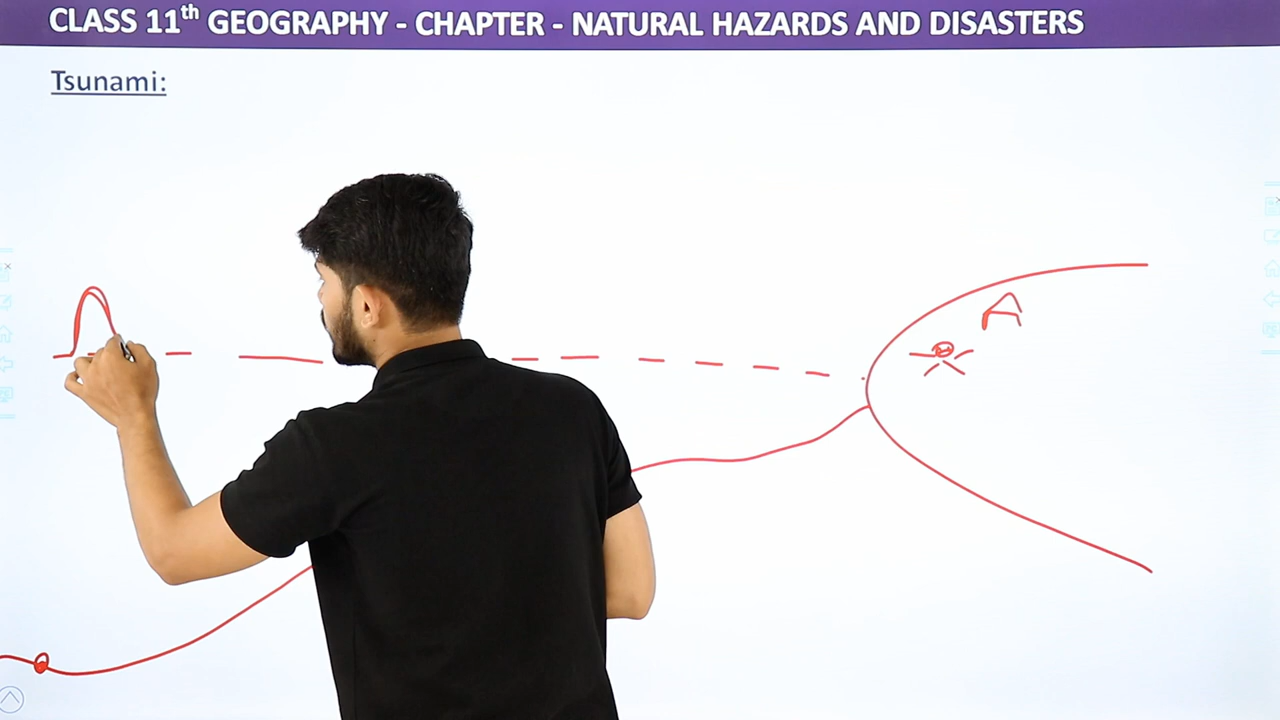 CLASS 11th GEOGRAPHY - CHAPTER - NATURAL HAZARDS AND DISASTERS
Tsunami:
A